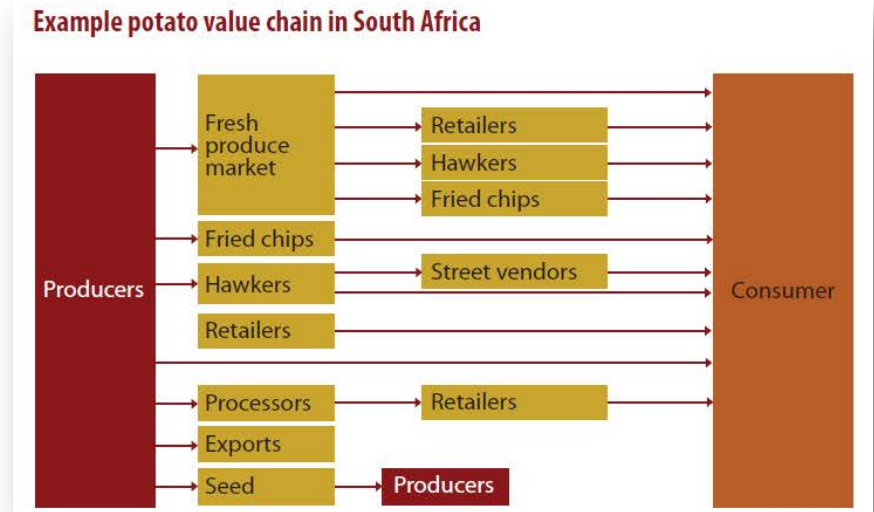 Example potato value chain in South Africa
Producers
Fresh
produce
market
Retailers
Hawkers
Fried chips
Fried chips
Hawkers
Street vendors
Retailers
Processors
Retailers
Exports
Seed
Producers
Consumer